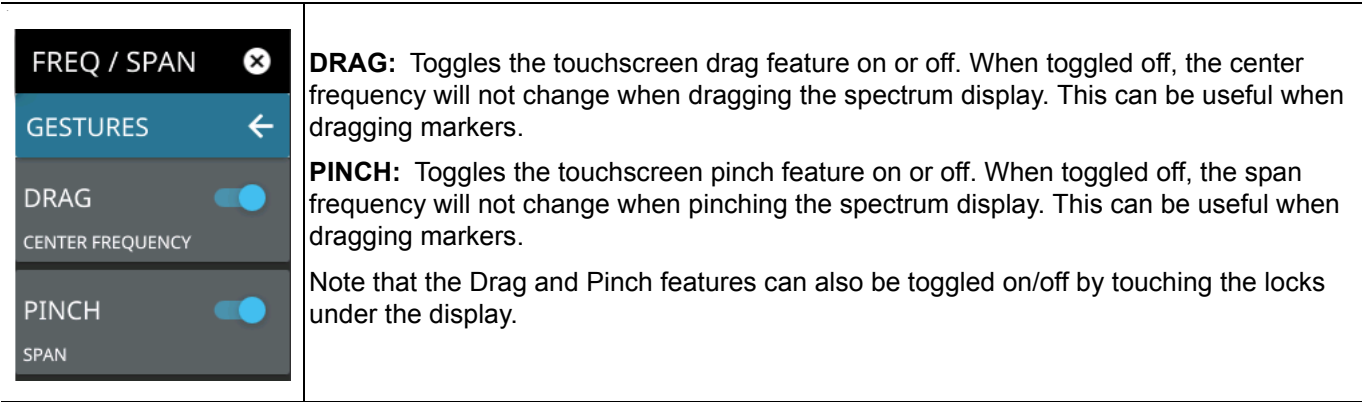 FREQ / SPAN
GESTURES
DRAG
CENTER FREQUENCY
PINCH
SPAN
DRAG: Toggles the touchscreen drag feature on or off. When toggled off, the center
frequency will not change when dragging the spectrum display. This can be useful when
dragging markers.
PINCH: Toggles the touchscreen pinch feature on or off. When toggled off, the span
frequency will not change when pinching the spectrum display. This can be useful when
dragging markers.
Note that the Drag and Pinch features can also be toggled on/off by touching the locks
under the display.